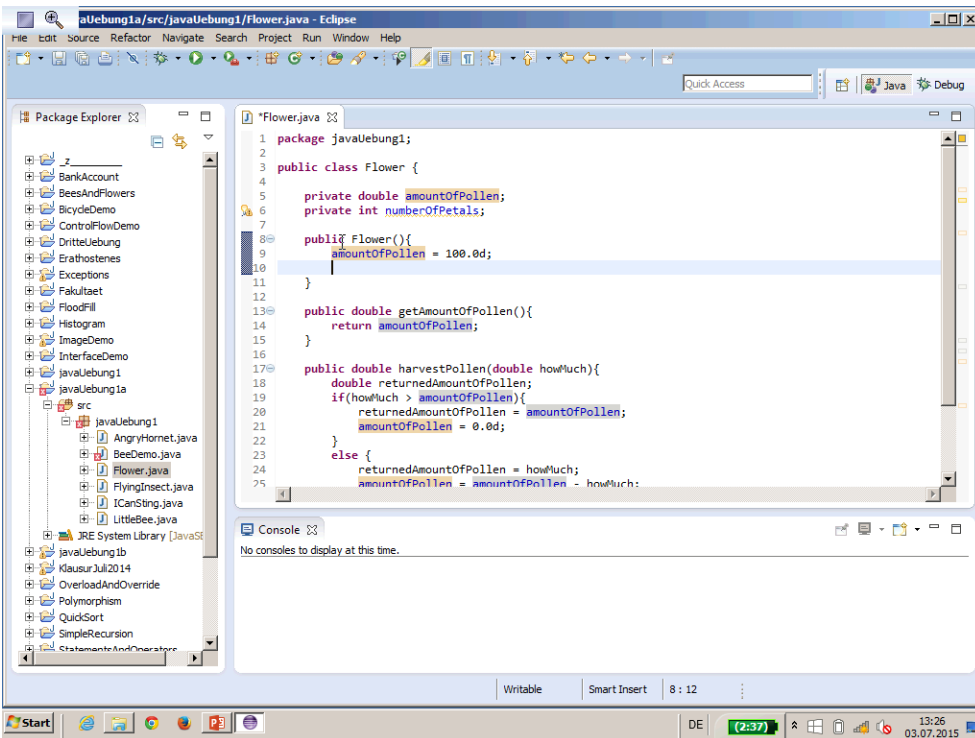 aUebung1a/src/javaUebung1/Flower.java - Eclipse
File Edit Source Refactor Navigate Search Project Run Window Help
Quick Access
Java
Debug
Package Explorer
_z_________
BankAccount
BeesAndFlowers
BicycleDemo
ControlFlowDemo
DritteUebung
Erathostenes
Exceptions
Fakultaet
FloodFill
Histogram
ImageDemo
InterfaceDemo
javaUebung1
javaUebung1a
src
javaUebung1
AngryHornet.java
BeeDemo.java
Flower.java
FlyingInsect.java
ICanSting.java
LittleBee.java
JRE System Library [JavaSE
javaUebung1b
KlausurJuli2014
OverloadAndOverride
Polymorphism
QuickSort
SimpleRecursion
StatementsAndOperators
*Flower.java
1 package javaUebung1;
2
3 public class Flower {
4
5 private double amountOfPollen;
6 private int numberOfPetals;
7
8 public Flower(){
9 amountOfPollen = 100.0d;
10
11 }
12
13 public double getAmountOfPollen(){
14 return amountOfPollen;
15 }
16
17 public double harvestPollen(double howMuch){
18 double returnedAmountOfPollen;
19 if(howMuch > amountOfPollen){
20 returnedAmountOfPollen = amountOfPollen;
21 amountOfPollen = 0.0d;
22 }
23 else {
24 returnedAmountOfPollen = howMuch;
25 amountOfPollen = amountOfPollen - howMuch;
Console
No consoles to display at this time.
Writable
Smart Insert
8 : 12
Start
DE
(2:37)
13:26
03.07.2015